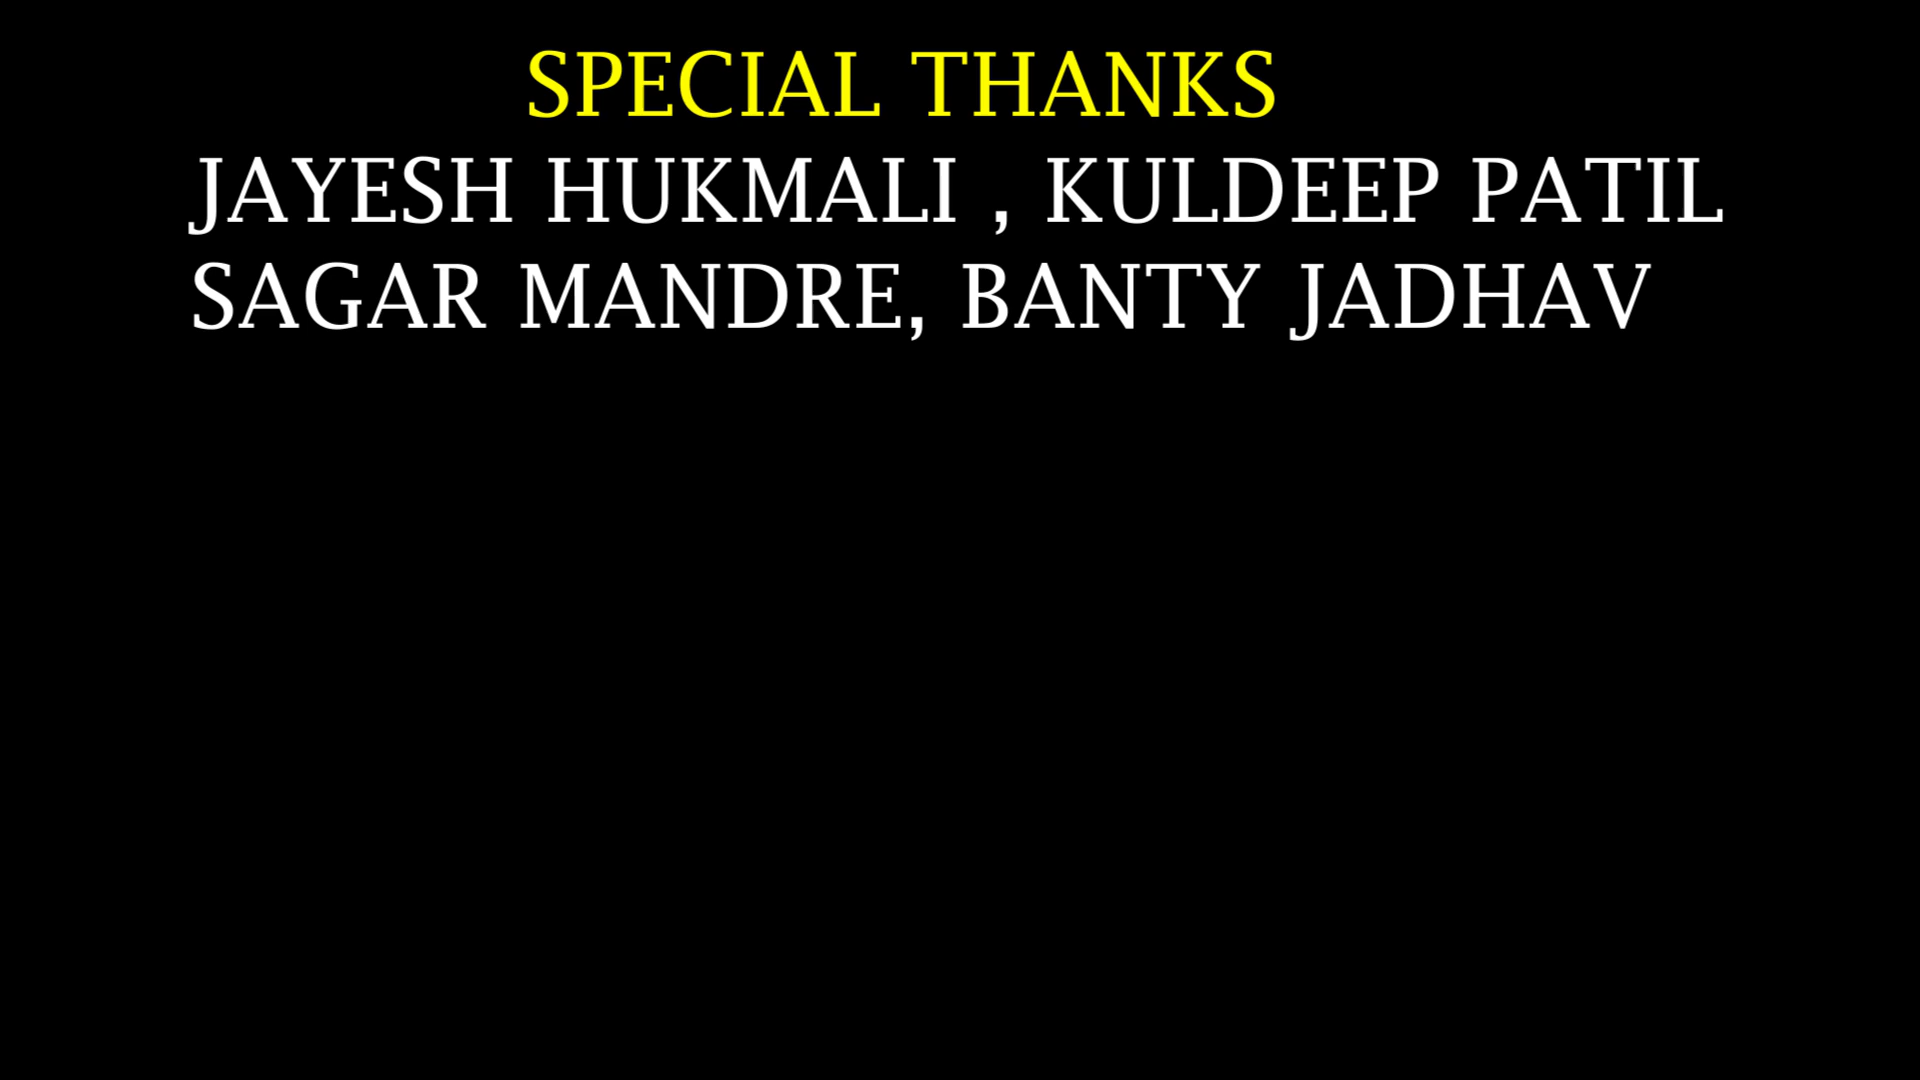 SPECIAL THANKS
JAYESH HUKMALI , KULDEEP PATIL
SAGAR MANDRE, BANTY JADHAV